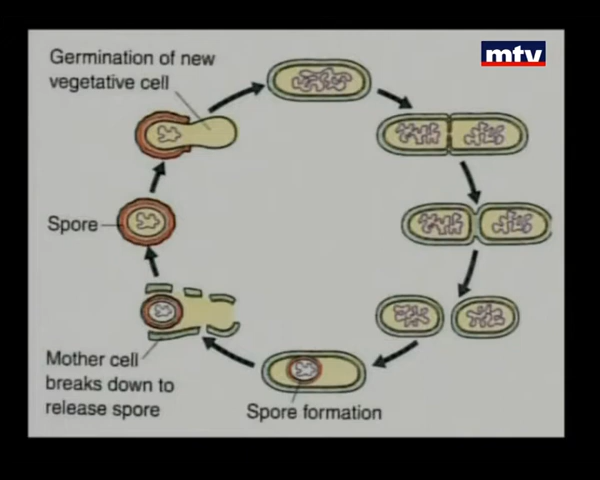 Germination of new
vegetative cell
mtv
Spore
Mother cell
breaks down to
release spore
Spore formation